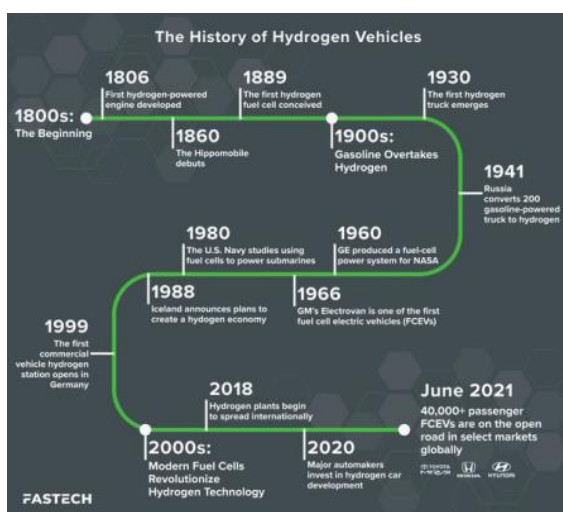 The History of Hydrogen Vehicles
1800s:
The Beginning
1806
First hydrogen-powered
engine developed
1860
The Hippomobile
debuts
1889
The first hydrogen
fuel cell conceived
1900s:
Gasoline Overtakes
Hydrogen
1930
The first hydrogen
truck emerges
1941
Russia
converts 200
gasoline-powered
truck to hydrogen
1960
GE produced a fuel-cell
power system for NASA
1966
GM's Electrovan is one of the first
fuel cell electric vehicles (FCEVs)
1980
The U.S. Navy studies using
fuel cells to power submarines
1988
Iceland announces plans to
create a hydogen economy
1999
The first
commercial
vehicle hydrogen
station opens in
Germany
2000s:
Modern Fuel Cells
Revolutionize
Hydrogen Technology
2018
Hydrogen plants begin
to spread internationally
2020
Major automakers
invest in hydrogen car
development
June 2021
40,000+ passenger
FCEVs are on the open
road in select markets
globally
TOYOTA
HONDA
HYUNDAI
FASTECH